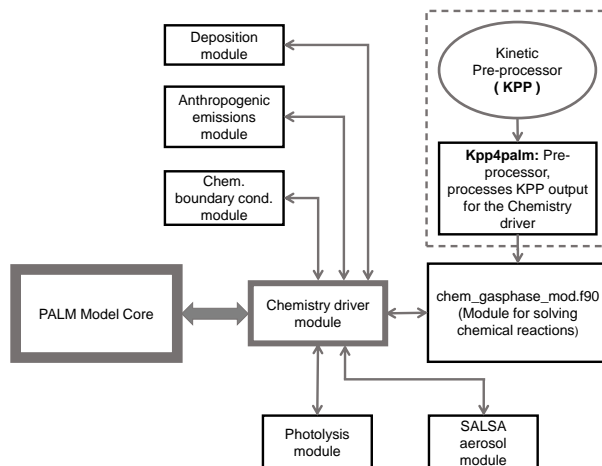 Deposition
module
Anthropogenic
emissions module
Chem.
boundary cond.
module
Kinetic
Pre-processor
( KPP )
Kpp4palm: Pre-
processor,
processes KPP output
for the Chemistry
driver
PALM Model Core
Chemistry driver
module
chem_gasphase_mod.f90
(Module for solving
chemical reactions)
Photolysis
module
SALSA
aerosol
module